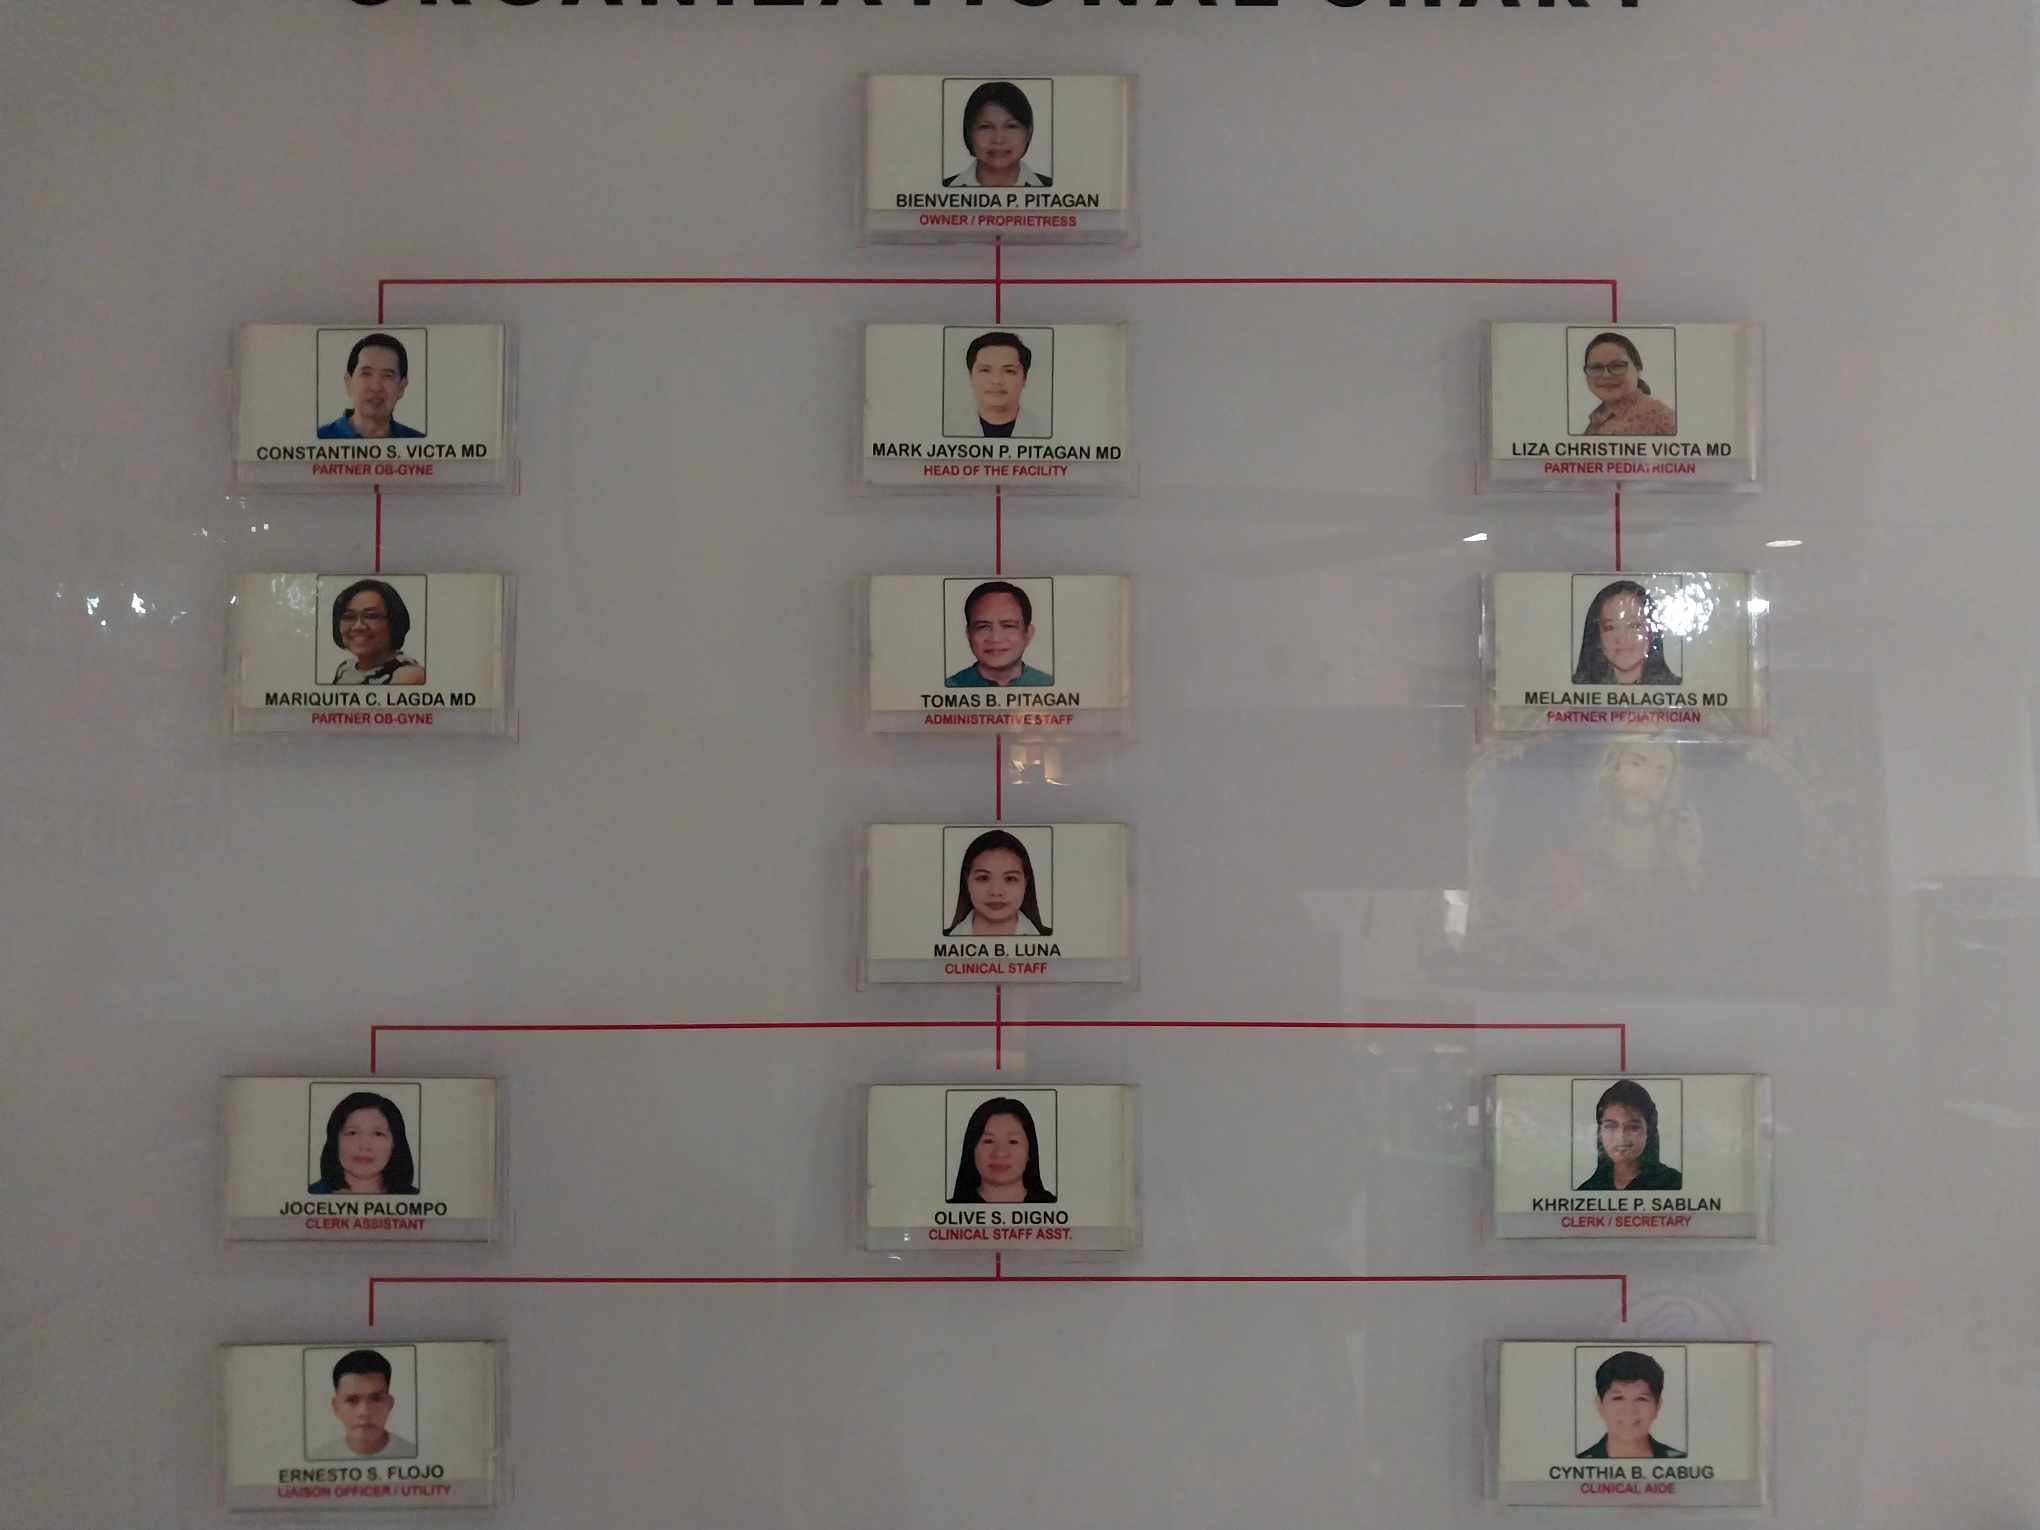 ORGANIZATIONAL CHART
BIENVENIDA P. PITAGAN
OWNER / PROPRIETRESS
CONSTANTINO S. VICTA MD
PARTNER OB-GYNE
MARK JAYSON P. PITAGAN MD
HEAD OF THE FACILITY
LIZA CHRISTINE VICTA MD
PARTNER PEDIATRICIAN
MARIQUITA C. LAGDA MD
PARTNER OB-GYNE
TOMAS B. PITAGAN
ADMINISTRATIVE STAFF
MELANIE BALAGTAS MD
PARTNER PEDIATRICIAN
MAICA B. LUNA
CLINICAL STAFF
JOCELYN PALOMPO
CLERK ASSISTANT
OLIVE S. DIGNO
CLINICAL STAFF ASST.
KHRIZELLE P. SABLAN
CLERK / SECRETARY
ERNESTO S. FLOJO
LIAISON OFFICER / UTILITY
CYNTHIA B. CABUG
CLINICAL AIDE